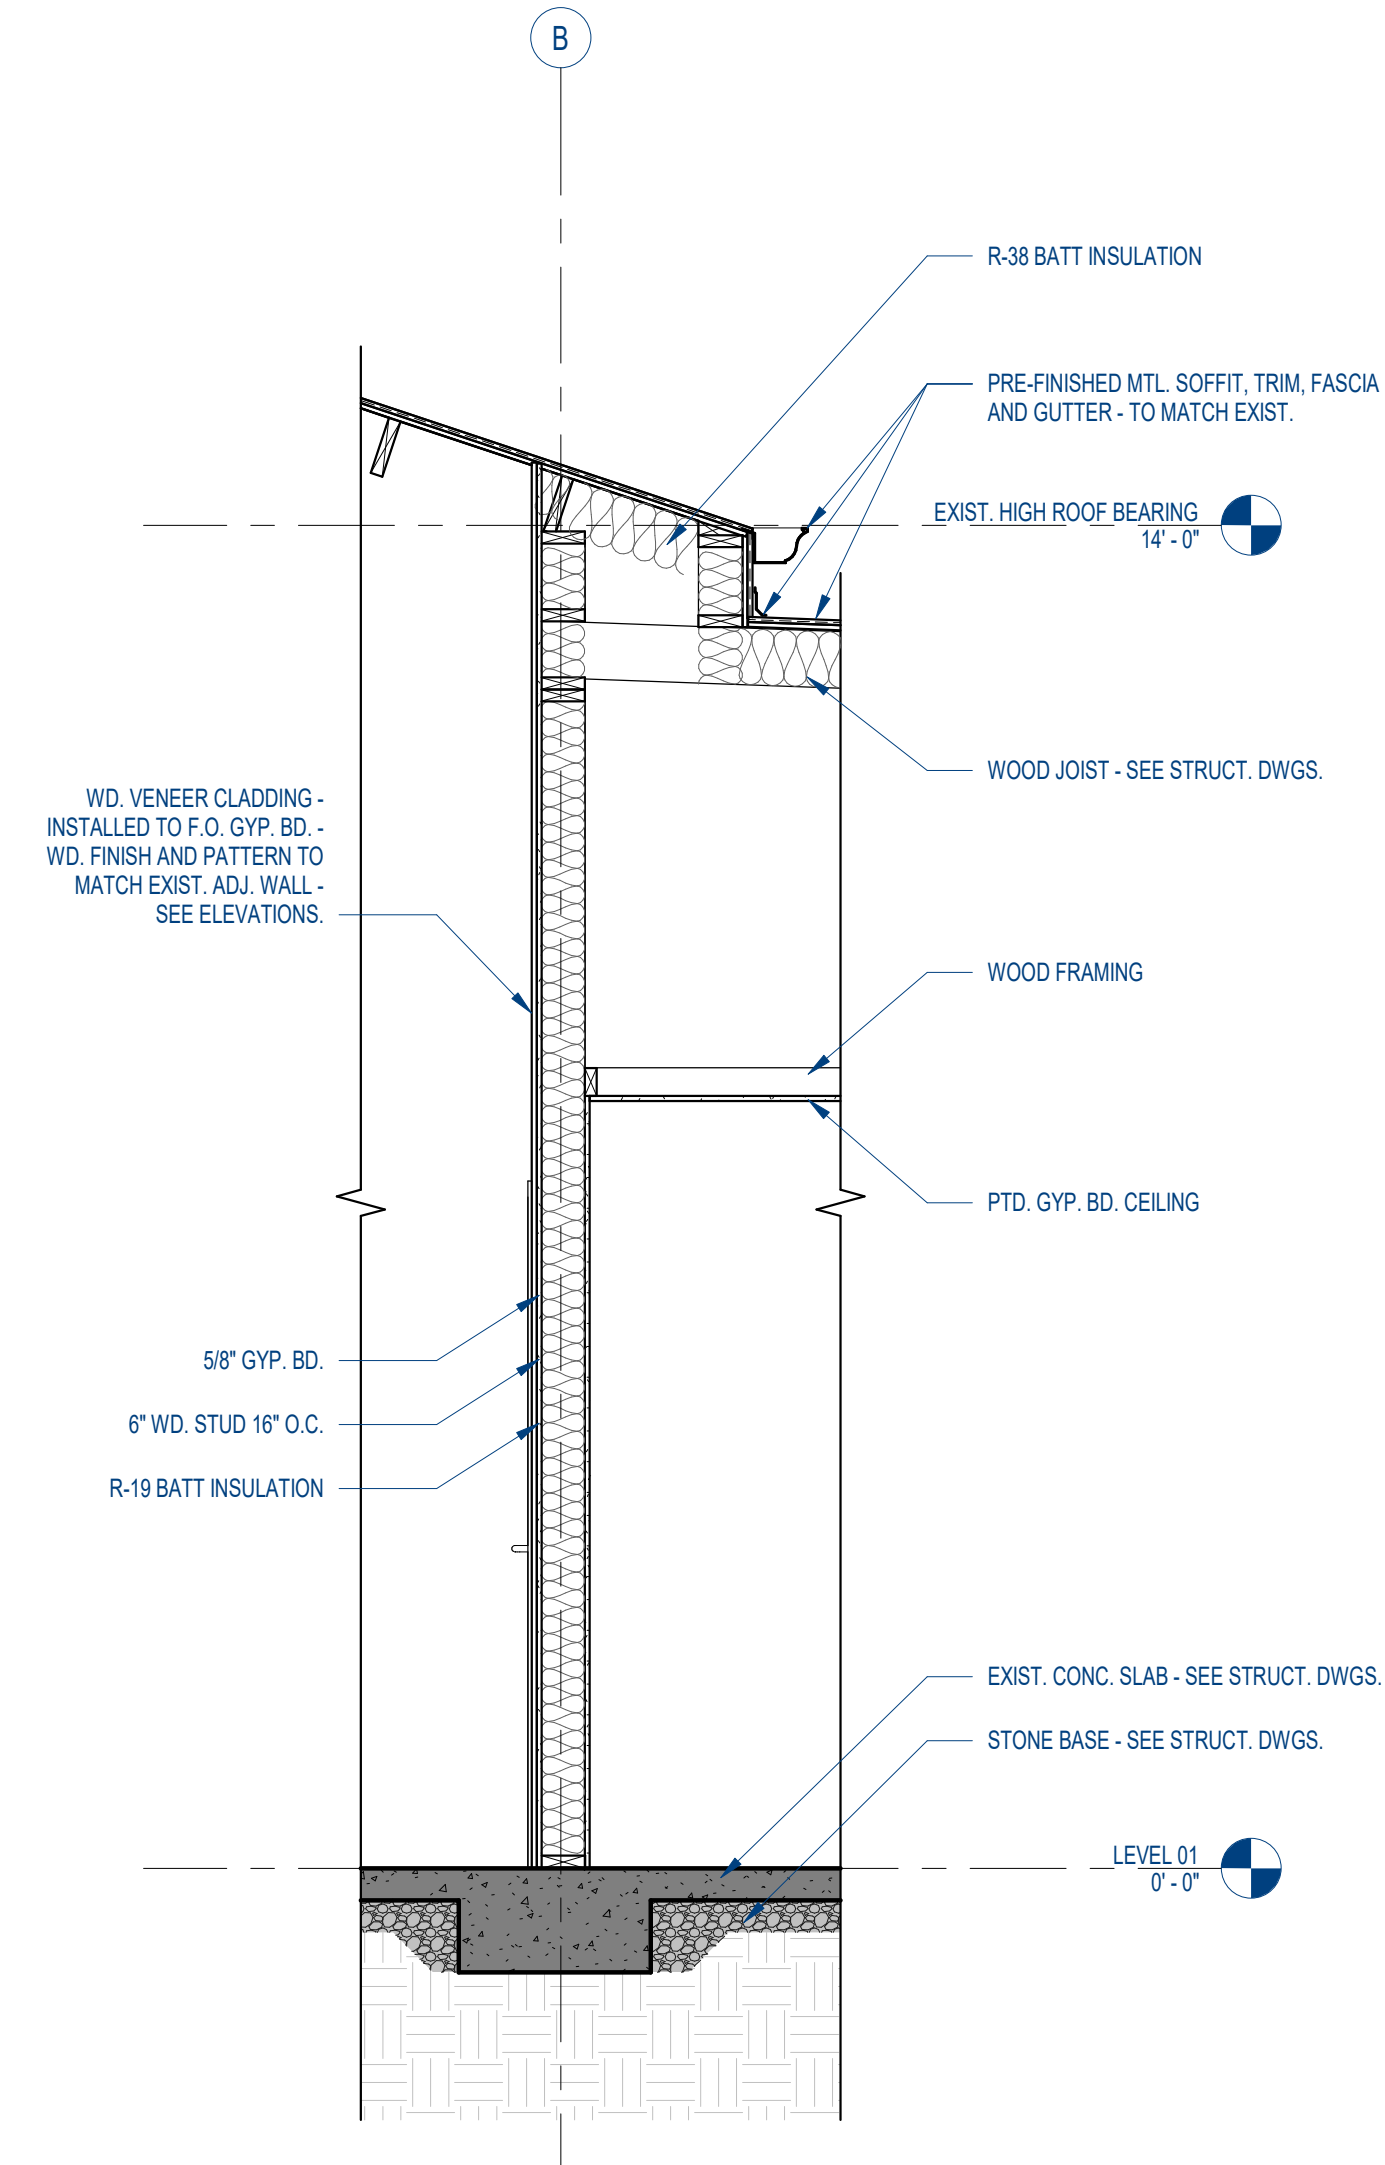 B
R-38 BATT INSULATION
PRE-FINISHED MTL. SOFFIT, TRIM, FASCIA
AND GUTTER - TO MATCH EXIST.
EXIST. HIGH ROOF BEARING
14' - 0"
WOOD JOIST - SEE STRUCT. DWGS.
WD. VENEER CLADDING -
INSTALLED TO F.O. GYP. BD. -
WD. FINISH AND PATTERN TO
MATCH EXIST. ADJ. WALL -
SEE ELEVATIONS.
WOOD FRAMING
PTD. GYP. BD. CEILING
5/8" GYP. BD.
6" WD. STUD 16" O.C.
R-19 BATT INSULATION
EXIST. CONC. SLAB - SEE STRUCT. DWGS.
STONE BASE - SEE STRUCT. DWGS.
LEVEL 01
0' - 0"